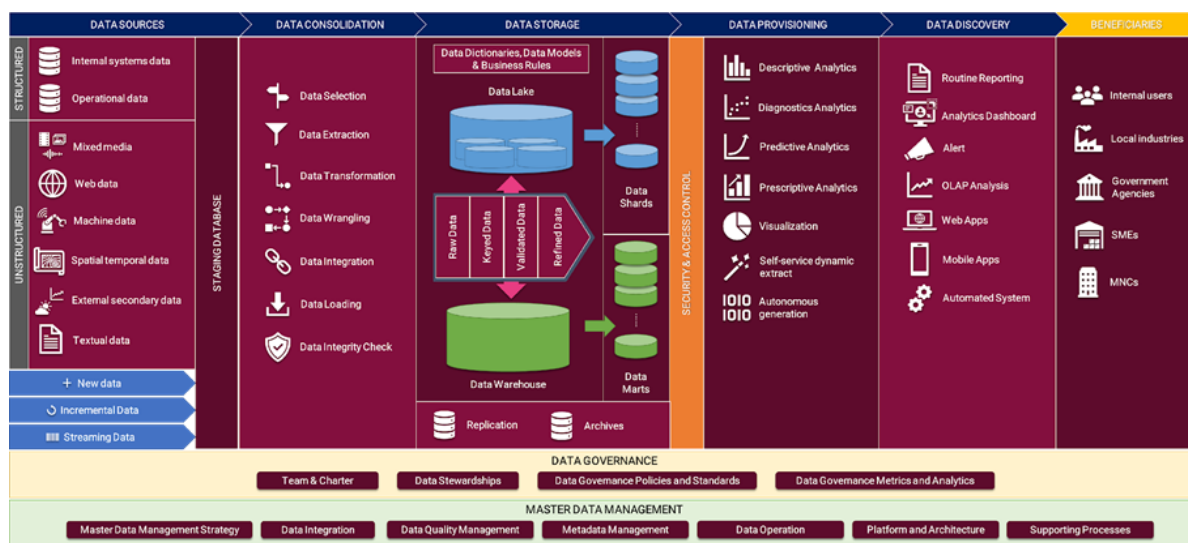 DATA SOURCES
DATA CONSOLIDATION
DATA STORAGE
DATA PROVISIONING
DATA DISCOVERY
BENEFICIARIES
STRUCTURED
Internal systems data
Operational data
UNSTRUCTURED
Mixed media
Web data
Machine data
Spatial temporal data
External secondary data
Textual data
New data
Incremental Data
Streaming Data
STAGING DATABASE
Data Selection
Data Extraction
Data Transformation
Data Wrangling
Data Integration
Data Loading
Data Integrity Check
Data Dictionaries, Data Models
& Business Rules
Data Lake
Raw Data
Keyed Data
Validated Data
Refined Data
Data Warehouse
Data
Shards
Data
Marts
Replication
Archives
SECURITY & ACCESS CONTROL
Descriptive Analytics
Diagnostics Analytics
Predictive Analytics
Prescriptive Analytics
Visualization
Self-service dynamic
extract
1010
1010
Autonomous
generation
Routine Reporting
Analytics Dashboard
Alert
OLAP Analysis
Web Apps
Mobile Apps
Automated System
Internal users
Local industries
Government
Agencies
SMEs
MNCs
DATA GOVERNANCE
Team & Charter
Data Stewardships
Data Governance Policies and Standards
Data Governance Metrics and Analytics
MASTER DATA MANAGEMENT
Master Data Management Strategy
Data Integration
Data Quality Management
Metadata Management
Data Operation
Platform and Architecture
Supporting Processes